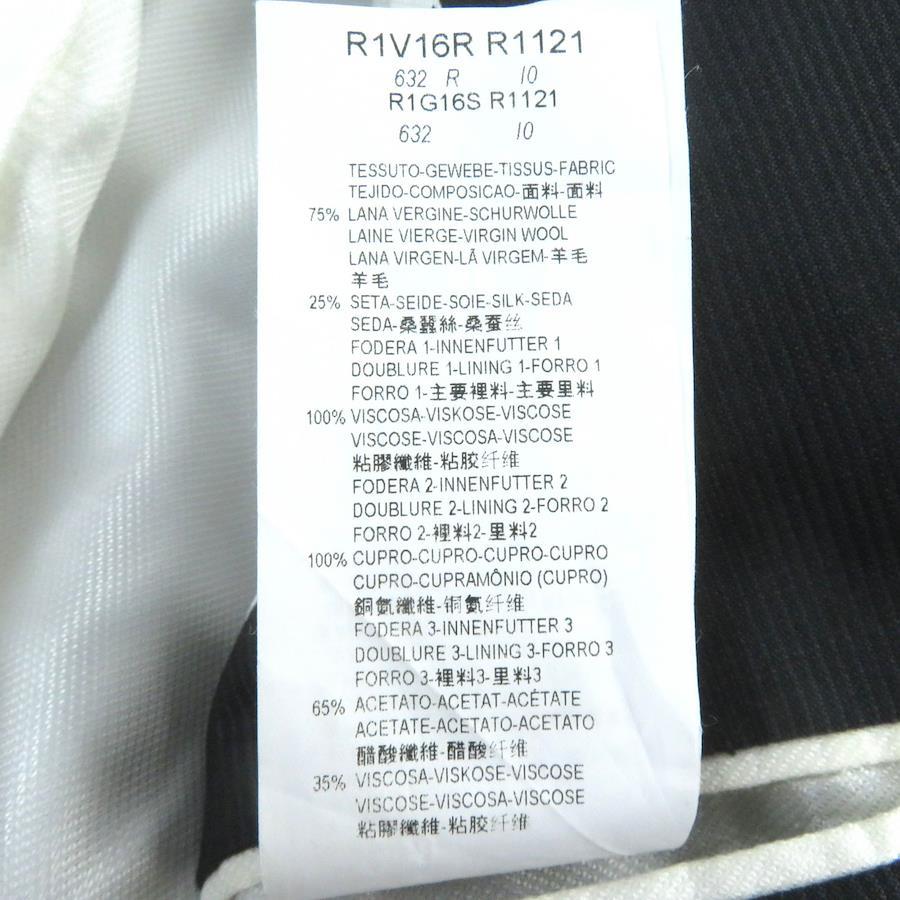 R1V16R R1121
632 R 10
R1G16S R1121
632 10
TESSUTO-GEWEBE-TISSUS-FABRIC
TEJIDO-COMPOSICAO-面料-面料
75% LANA VERGINE-SCHURWOLLE
LAINE VIERGE-VIRGIN WOOL
LANA VIRGEN-LÃ VIRGEM-羊毛
羊毛
25% SETA-SEIDE-SOIE-SILK-SEDA
SEDA-桑蠶絲-桑蚕丝
FODERA 1-INNENFUTTER 1
DOUBLURE 1-LINING 1-FORRO 1
FORRO 1-主要裡料-主要里料
100% VISCOSA-VISKOSE-VISCOSE
VISCOSE-VISCOSA-VISCOSE
粘膠纖維-粘胶纤维
FODERA 2-INNENFUTTER 2
DOUBLURE 2-LINING 2-FORRO 2
FORRO 2-裡料2-里料2
100% CUPRO-CUPRO-CUPRO-CUPRO
CUPRO-CUPRAMÔNIO (CUPRO)
銅氨纖維-铜氨纤维
FODERA 3-INNENFUTTER 3
DOUBLURE 3-LINING 3-FORRO 3
FORRO 3-裡料3-里料3
65% ACETATO-ACETAT-ACÉTATE
ACETATE-ACETATO-ACETATO
醋酸纖維-醋酸纤维
35% VISCOSA-VISKOSE-VISCOSE
VISCOSE-VISCOSA-VISCOSE
粘膠纖維-粘胶纤维